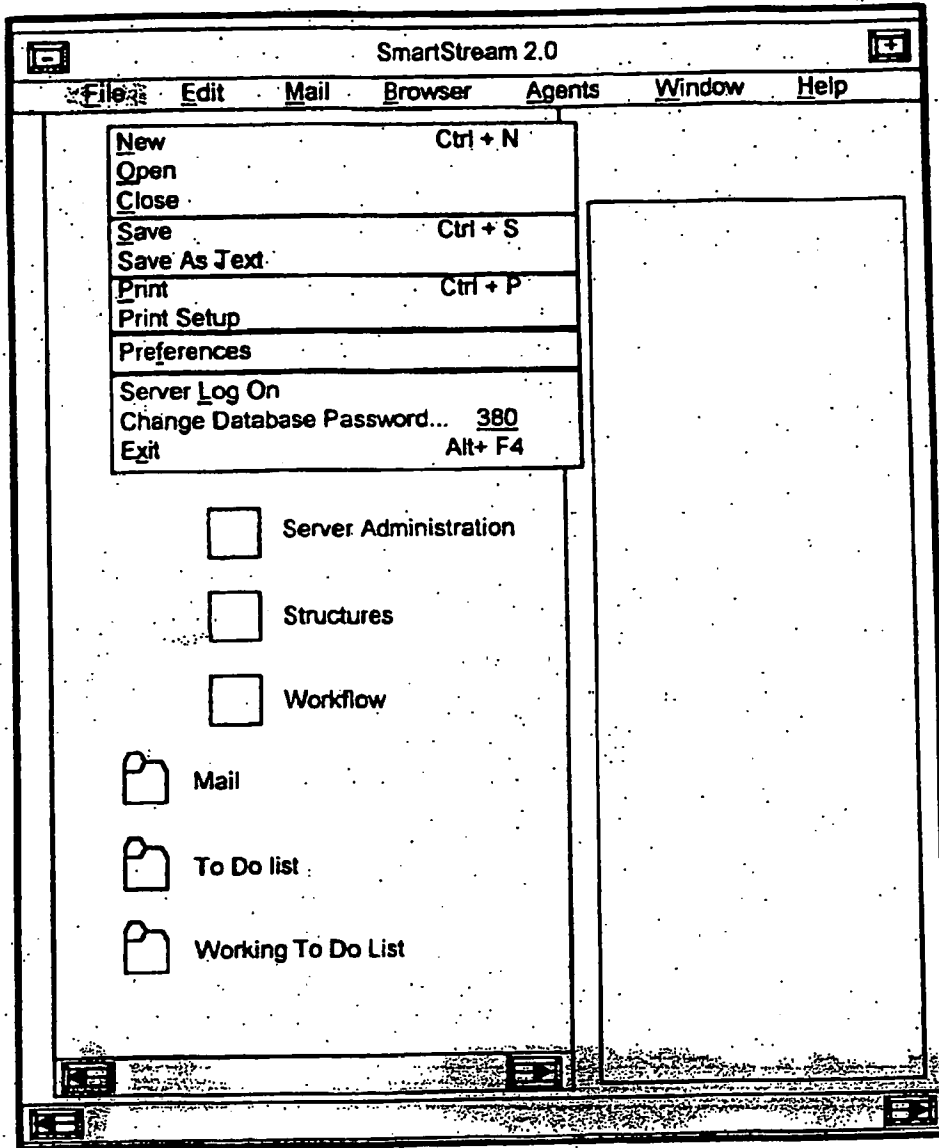 SmartStream 2.0
File Edit Mail Browser Agents Window Help
New Ctrl + N
Open
Close
Save Ctrl + S
Save As Text
Print Ctrl + P
Print Setup
Preferences
Server Log On
Change Database Password... 380
Exit Alt+ F4
Server Administration
Structures
Workflow
Mail
To Do list
Working To Do List